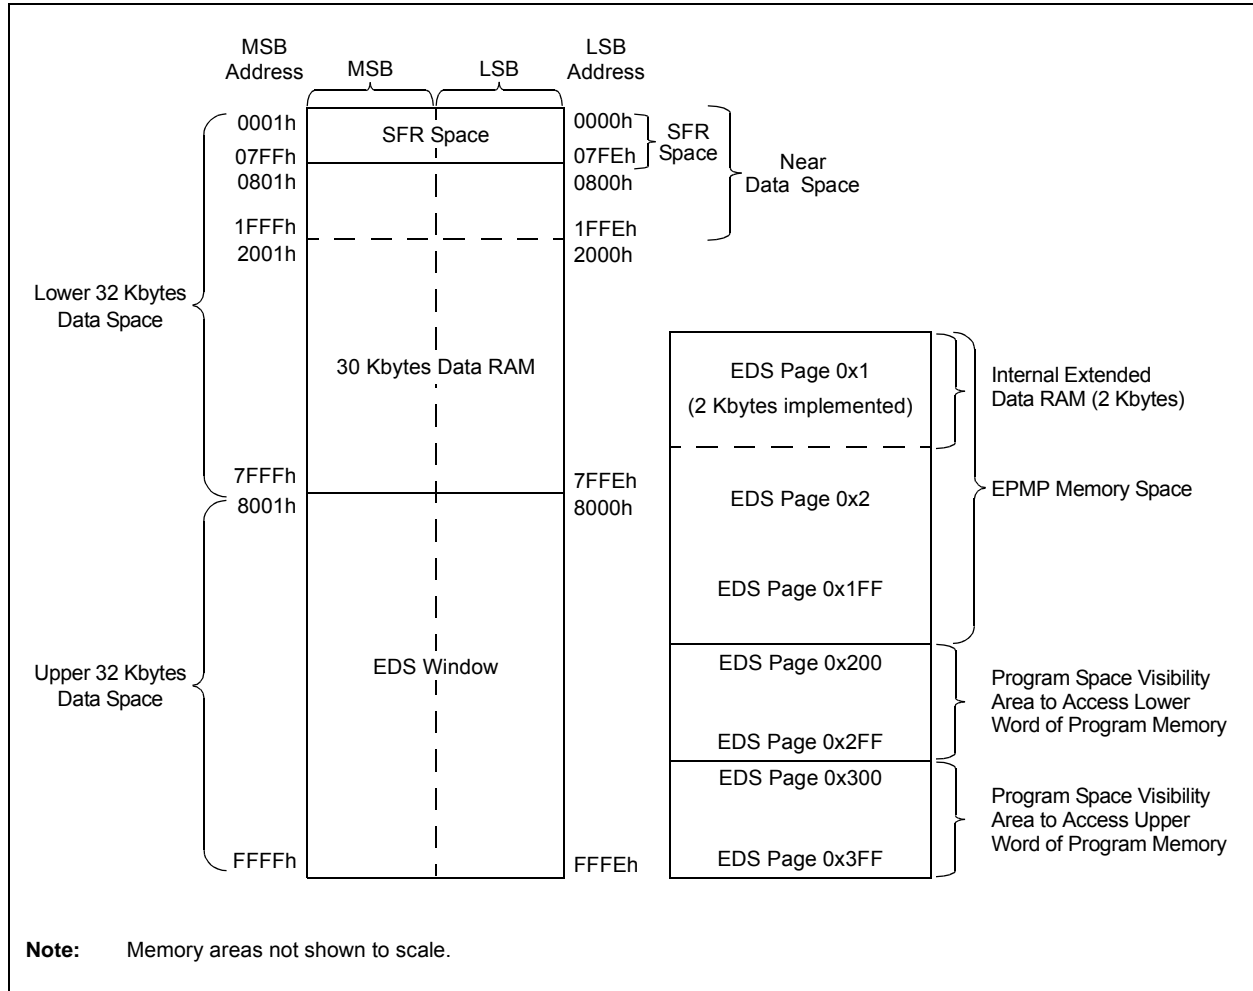 MSB
Address
MSB
LSB
LSB
Address
0001h
SFR Space
0000h
SFR
Space
07FFh
07FEh
0801h
0800h
Near
Data Space
1FFFh
1FFEh
2001h
2000h
Lower 32 Kbytes
Data Space
30 Kbytes Data RAM
7FFFh
7FFEh
8001h
8000h
Upper 32 Kbytes
Data Space
EDS Window
FFFFh
FFFEh
EDS Page 0x1
(2 Kbytes implemented)
Internal Extended
Data RAM (2 Kbytes)
EDS Page 0x2
EPMP Memory Space
EDS Page 0x1FF
EDS Page 0x200
Program Space Visibility
Area to Access Lower
Word of Program Memory
EDS Page 0x2FF
EDS Page 0x300
Program Space Visibility
Area to Access Upper
Word of Program Memory
EDS Page 0x3FF
Note: Memory areas not shown to scale.